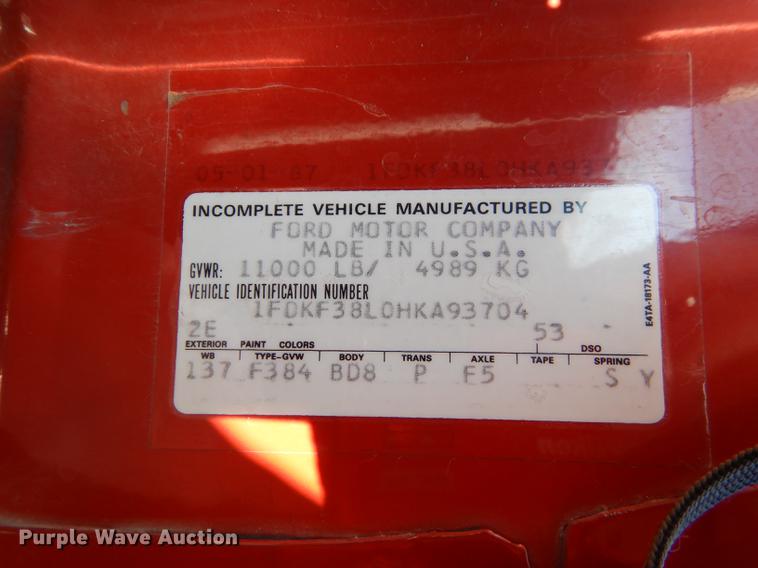 05-01-87 1FDKF38L0HKA937
INCOMPLETE VEHICLE MANUFACTURED BY
FORD MOTOR COMPANY
MADE IN U.S.A.
GVWR: 11000 LB/ 4989 KG
VEHICLE IDENTIFICATION NUMBER
1FDKF38L0HKA93704
2E 53
EXTERIOR PAINT COLORS DSO
WB TYPE-GVW BODY TRANS AXLE TAPE SPRING
137 F384 BD8 P F5 S Y
E4TA-18173-AA
Purple Wave Auction